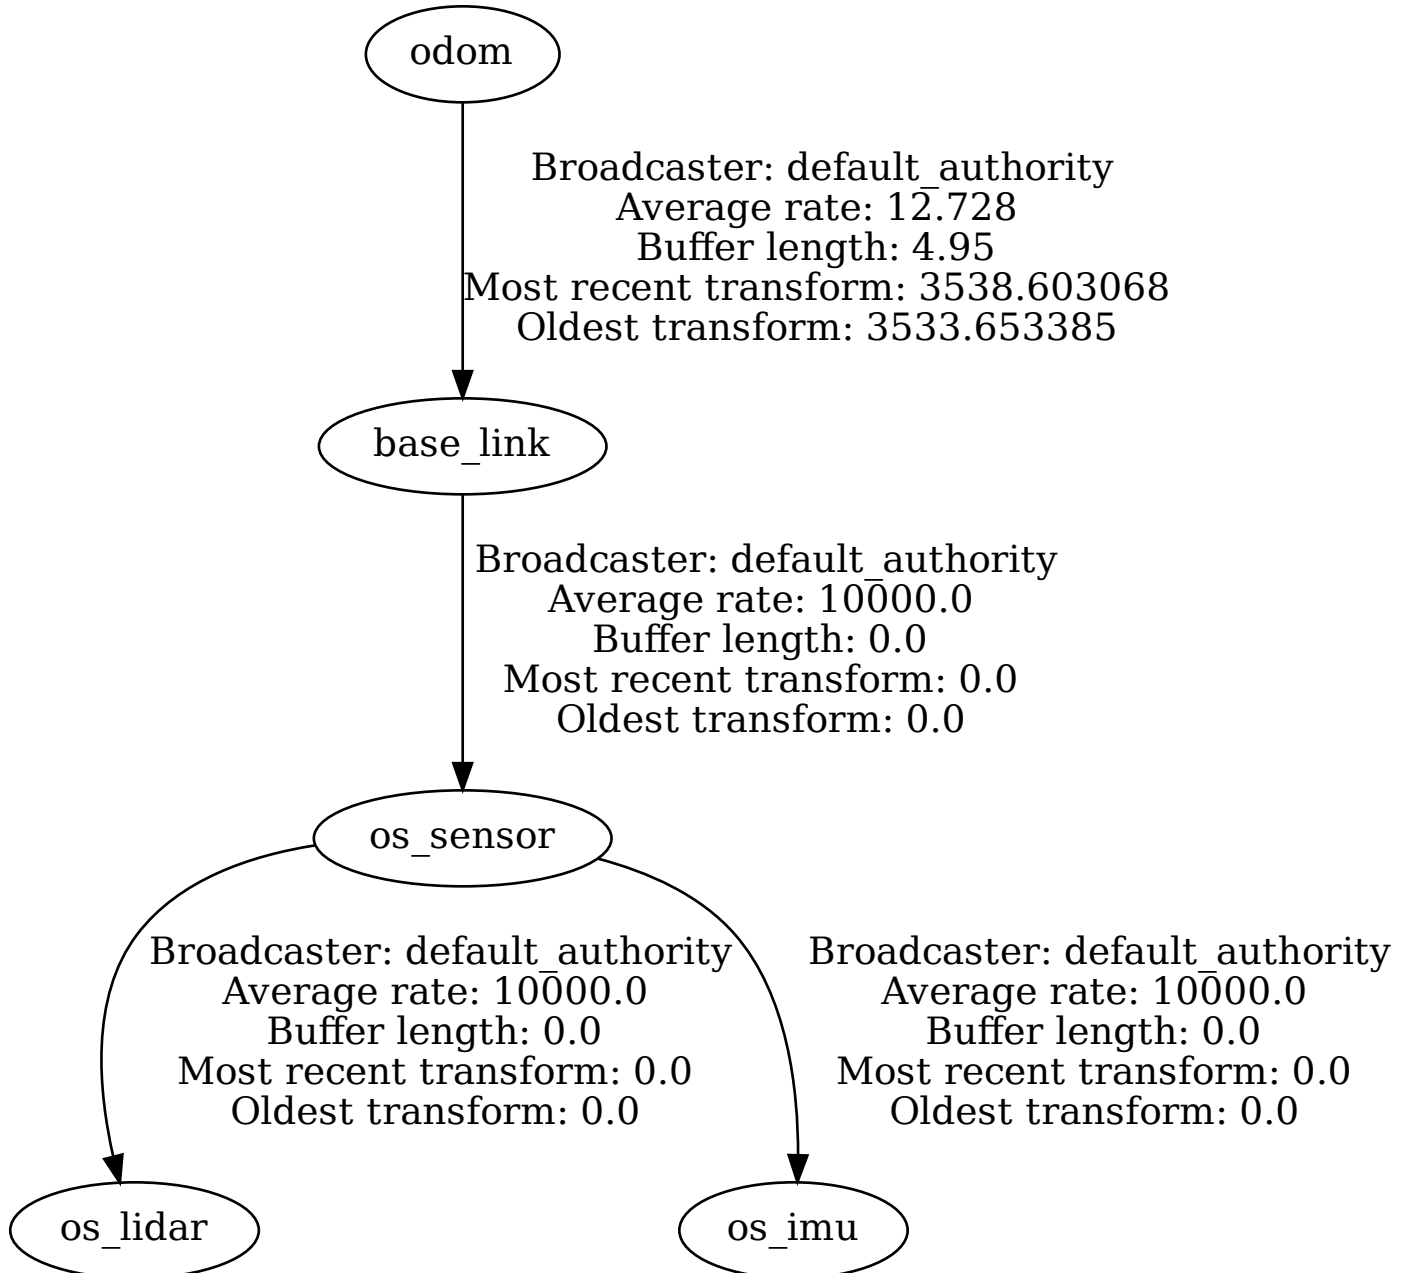 odom
Broadcaster: default_authority
Average rate: 12.728
Buffer length: 4.95
Most recent transform: 3538.603068
Oldest transform: 3533.653385
base_link
Broadcaster: default_authority
Average rate: 10000.0
Buffer length: 0.0
Most recent transform: 0.0
Oldest transform: 0.0
os_sensor
Broadcaster: default_authority
Average rate: 10000.0
Buffer length: 0.0
Most recent transform: 0.0
Oldest transform: 0.0
Broadcaster: default_authority
Average rate: 10000.0
Buffer length: 0.0
Most recent transform: 0.0
Oldest transform: 0.0
os_lidar
os_imu